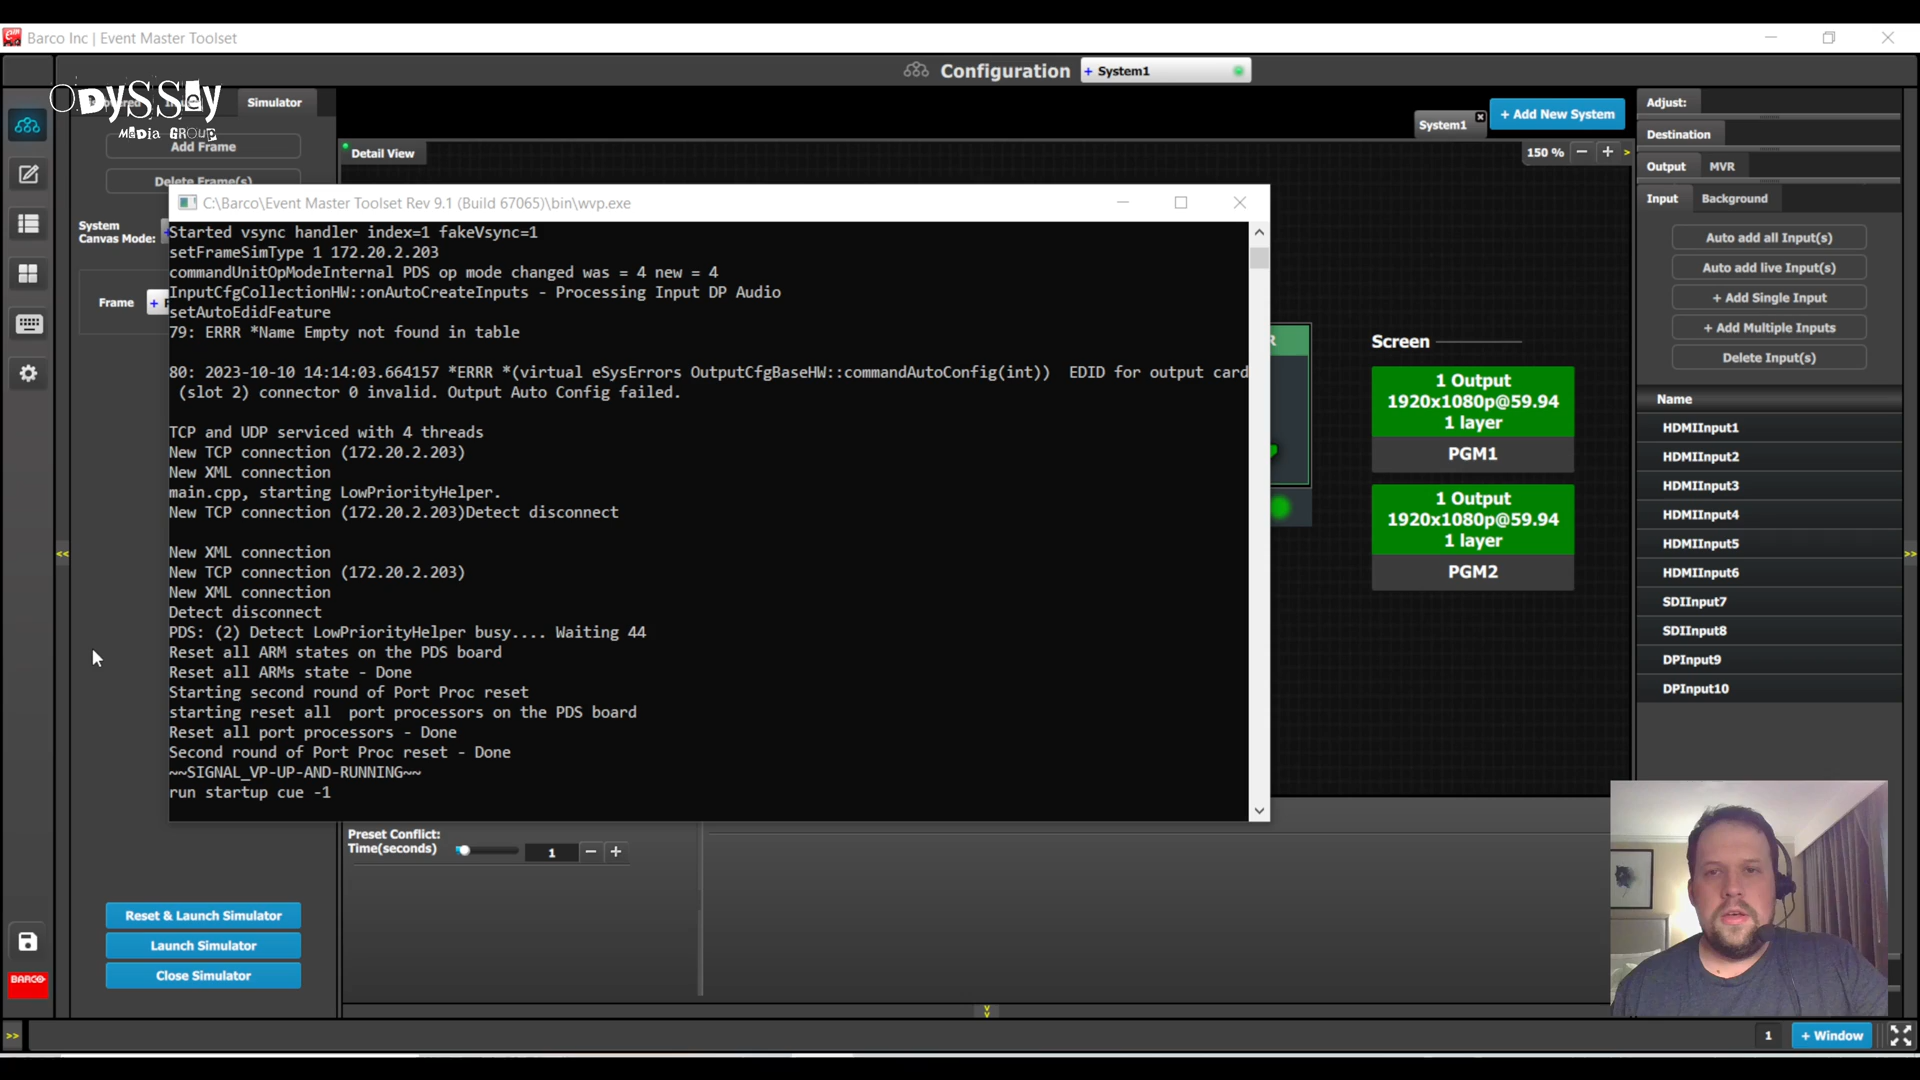 Barco Inc | Event Master Toolset
Configuration
+ System1
ODySSEy
MEDIA GROUP
Simulator
Add Frame
Delete Frame(s)
System
Canvas Mode:
Frame
+
Detail View
System1
+ Add New System
150 %
C:\Barco\Event Master Toolset Rev 9.1 (Build 67065)\bin\wvp.exe
Started vsync handler index=1 fakeVsync=1
setFrameSimType 1 172.20.2.203
commandUnitOpModeInternal PDS op mode changed was = 4 new = 4
InputCfgCollectionHW::onAutoCreateInputs - Processing Input DP Audio
setAutoEdidFeature
79: ERRR *Name Empty not found in table
80: 2023-10-10 14:14:03.664157 *ERRR *(virtual eSysErrors OutputCfgBaseHW::commandAutoConfig(int))  EDID for output card
(slot 2) connector 0 invalid. Output Auto Config failed.
TCP and UDP serviced with 4 threads
New TCP connection (172.20.2.203)
New XML connection
main.cpp, starting LowPriorityHelper.
New TCP connection (172.20.2.203)Detect disconnect
New XML connection
New TCP connection (172.20.2.203)
New XML connection
Detect disconnect
PDS: (2) Detect LowPriorityHelper busy.... Waiting 44
Reset all ARM states on the PDS board
Reset all ARMs state - Done
Starting second round of Port Proc reset
starting reset all  port processors on the PDS board
Reset all port processors - Done
Second round of Port Proc reset - Done
~~SIGNAL_VP-UP-AND-RUNNING~~
run startup cue -1
R
Screen
1 Output
1920x1080p@59.94
1 layer
PGM1
1 Output
1920x1080p@59.94
1 layer
PGM2
Adjust:
Destination
Output
MVR
Input
Background
Auto add all Input(s)
Auto add live Input(s)
+ Add Single Input
+ Add Multiple Inputs
Delete Input(s)
Name
HDMIInput1
HDMIInput2
HDMIInput3
HDMIInput4
HDMIInput5
HDMIInput6
SDIInput7
SDIInput8
DPInput9
DPInput10
Preset Conflict:
Time(seconds)
1
Reset & Launch Simulator
Launch Simulator
Close Simulator
BARCO
1
+ Window